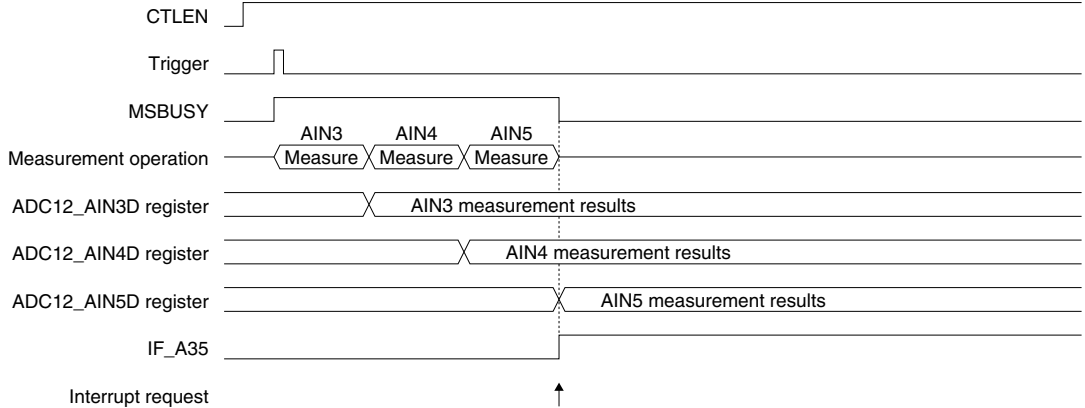 CTLEN
Trigger
MSBUSY
AIN3 AIN4 AIN5
Measurement operation Measure Measure Measure
ADC12_AIN3D register AIN3 measurement results
ADC12_AIN4D register AIN4 measurement results
ADC12_AIN5D register AIN5 measurement results
IF_A35
Interrupt request